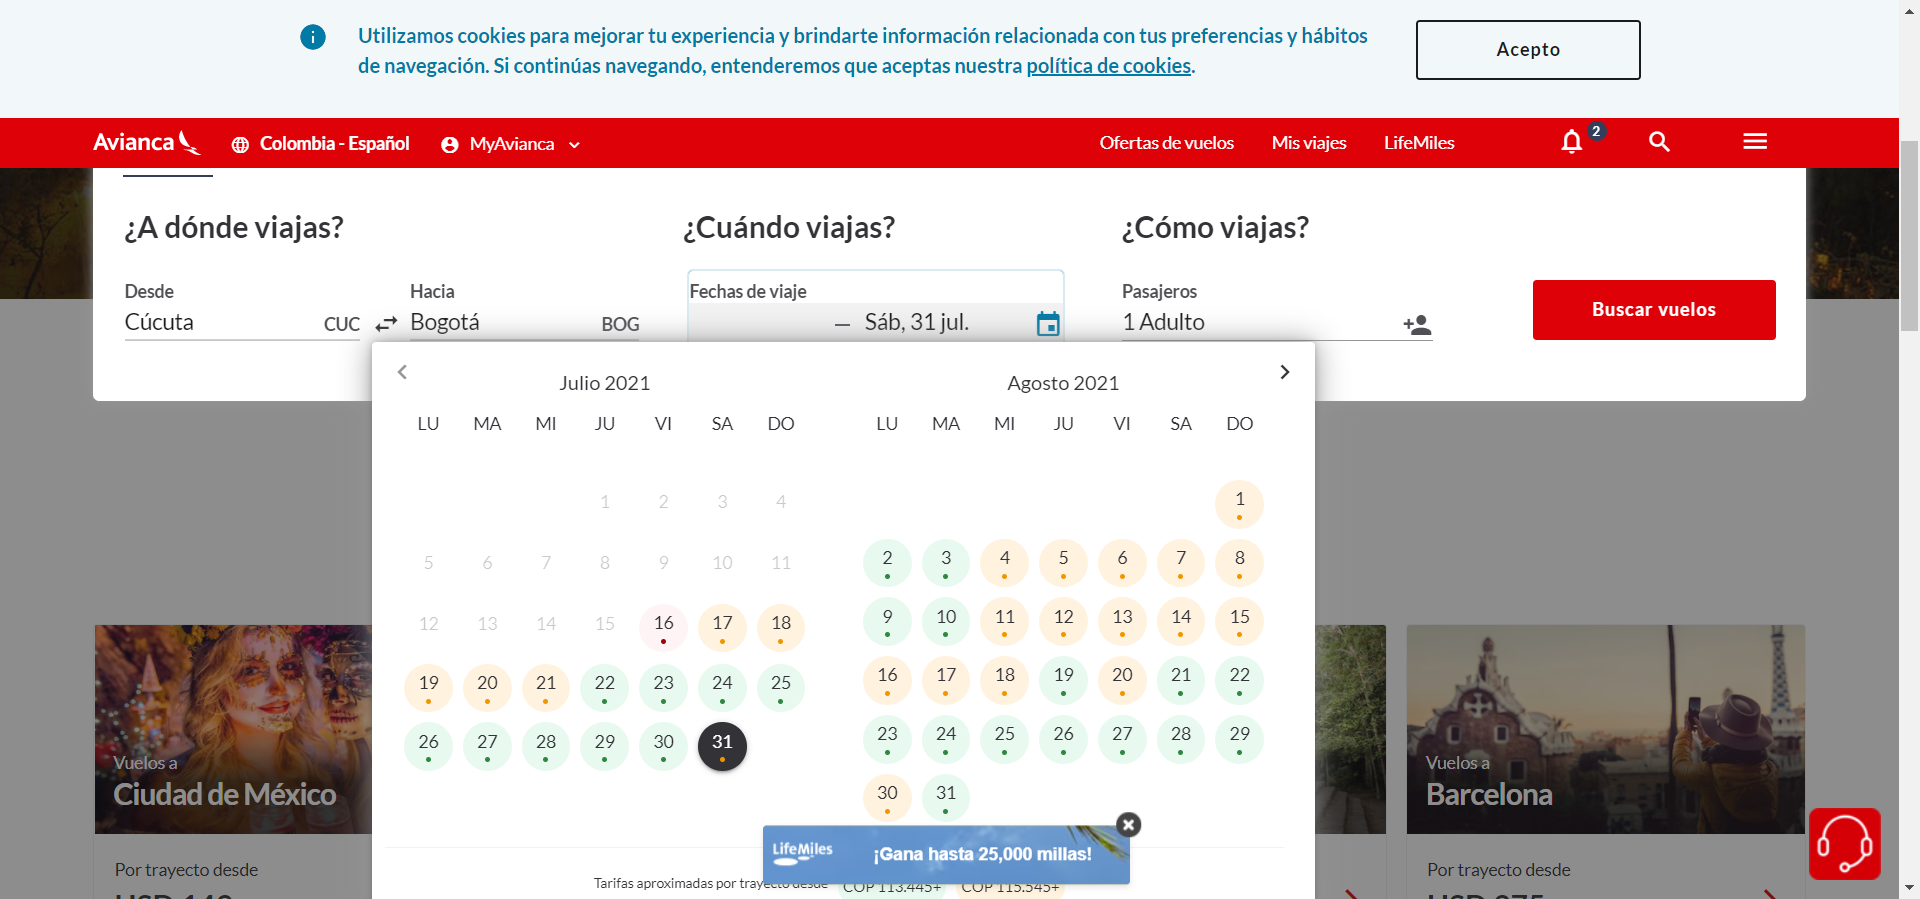 Utilizamos cookies para mejorar tu experiencia y brindarte información relacionada con tus preferencias y hábitos
de navegación. Si continúas navegando, entenderemos que aceptas nuestra política de cookies.
Acepto
Avianca
Colombia - Español
MyAvianca
Ofertas de vuelos
Mis viajes
LifeMiles
2
¿A dónde viajas?
¿Cuándo viajas?
¿Cómo viajas?
Desde
Hacia
Fechas de viaje
Pasajeros
Cúcuta
CUC
Bogotá
BOG
— Sáb, 31 jul.
1 Adulto
Buscar vuelos
Julio 2021
LU MA MI JU VI SA DO
1 2 3 4
5 6 7 8 9 10 11
12 13 14 15 16 17 18
19 20 21 22 23 24 25
26 27 28 29 30 31
Agosto 2021
LU MA MI JU VI SA DO
1
2 3 4 5 6 7 8
9 10 11 12 13 14 15
16 17 18 19 20 21 22
23 24 25 26 27 28 29
30 31
LifeMiles
¡Gana hasta 25,000 millas!
Tarifas aproximadas por trayecto desde
COP 113.445+
COP 115.545+
Vuelos a
Ciudad de México
Por trayecto desde
Vuelos a
Barcelona
Por trayecto desde